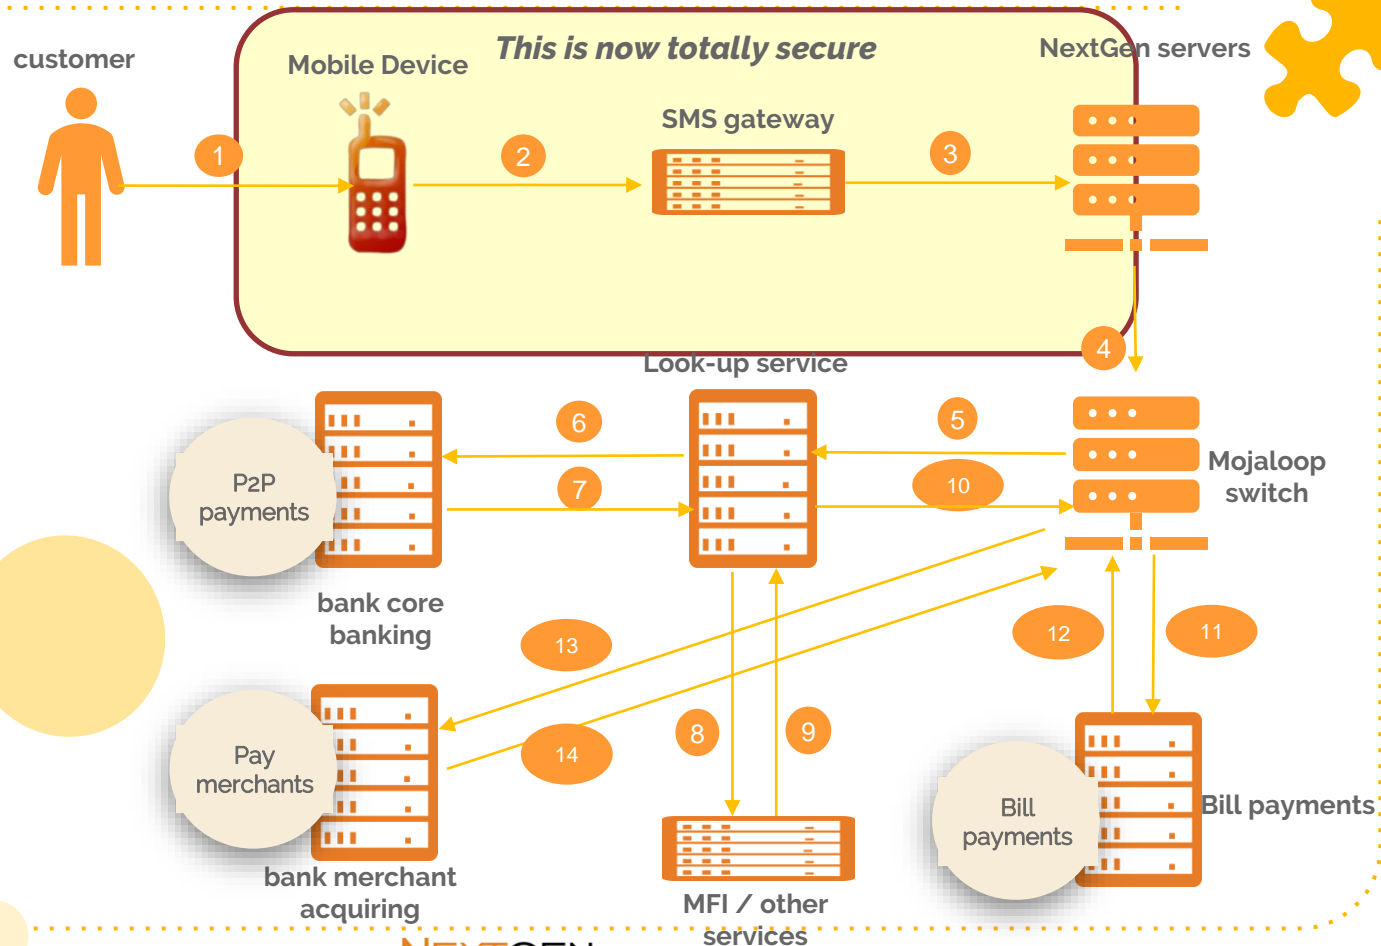 This is now totally secure
customer
Mobile Device
NextGen servers
SMS gateway
1
2
3
4
Look-up service
5
6
7
10
P2P
payments
Mojaloop
switch
bank core
banking
13
12
11
8
9
14
Pay
merchants
Bill
payments
Bill payments
bank merchant
acquiring
MFI / other
services
NEXTGEN